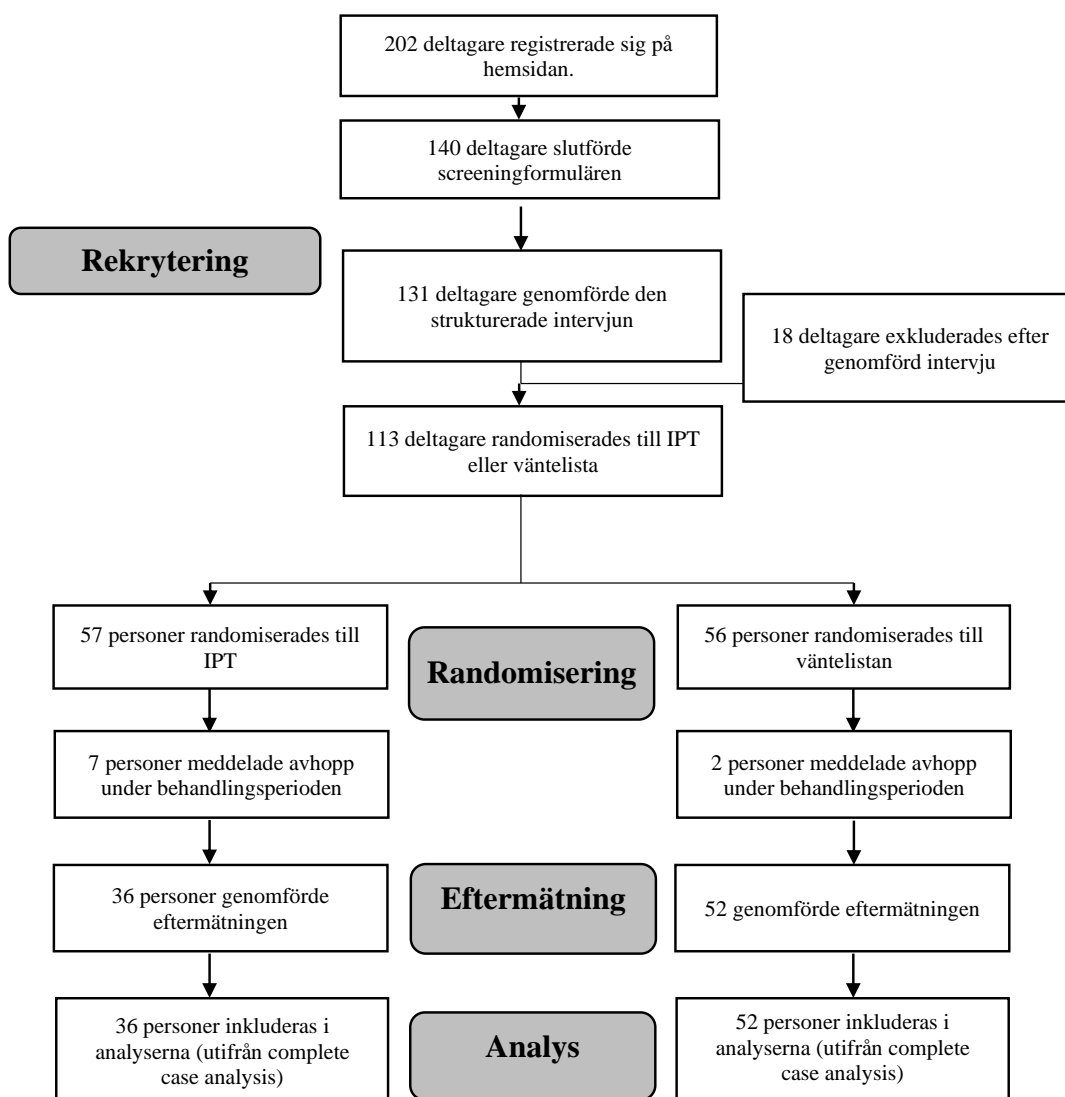 202 deltagare registrerade sig på
hemsidan.
140 deltagare slutförde
screeningformulären
Rekrytering
131 deltagare genomförde den
strukturerade intervjun
18 deltagare exkluderades efter
genomförd intervju
113 deltagare randomiserades till IPT
eller väntelista
57 personer randomiserades till
IPT
Randomisering
56 personer randomiserades till
väntelistan
7 personer meddelade avhopp
under behandlingsperioden
2 personer meddelade avhopp
under behandlingsperioden
36 personer genomförde
eftermätningen
Eftermätning
52 genomförde eftermätningen
36 personer inkluderas i
analyserna (utifrån complete
case analysis)
Analys
52 personer inkluderas i
analyserna (utifrån complete
case analysis)